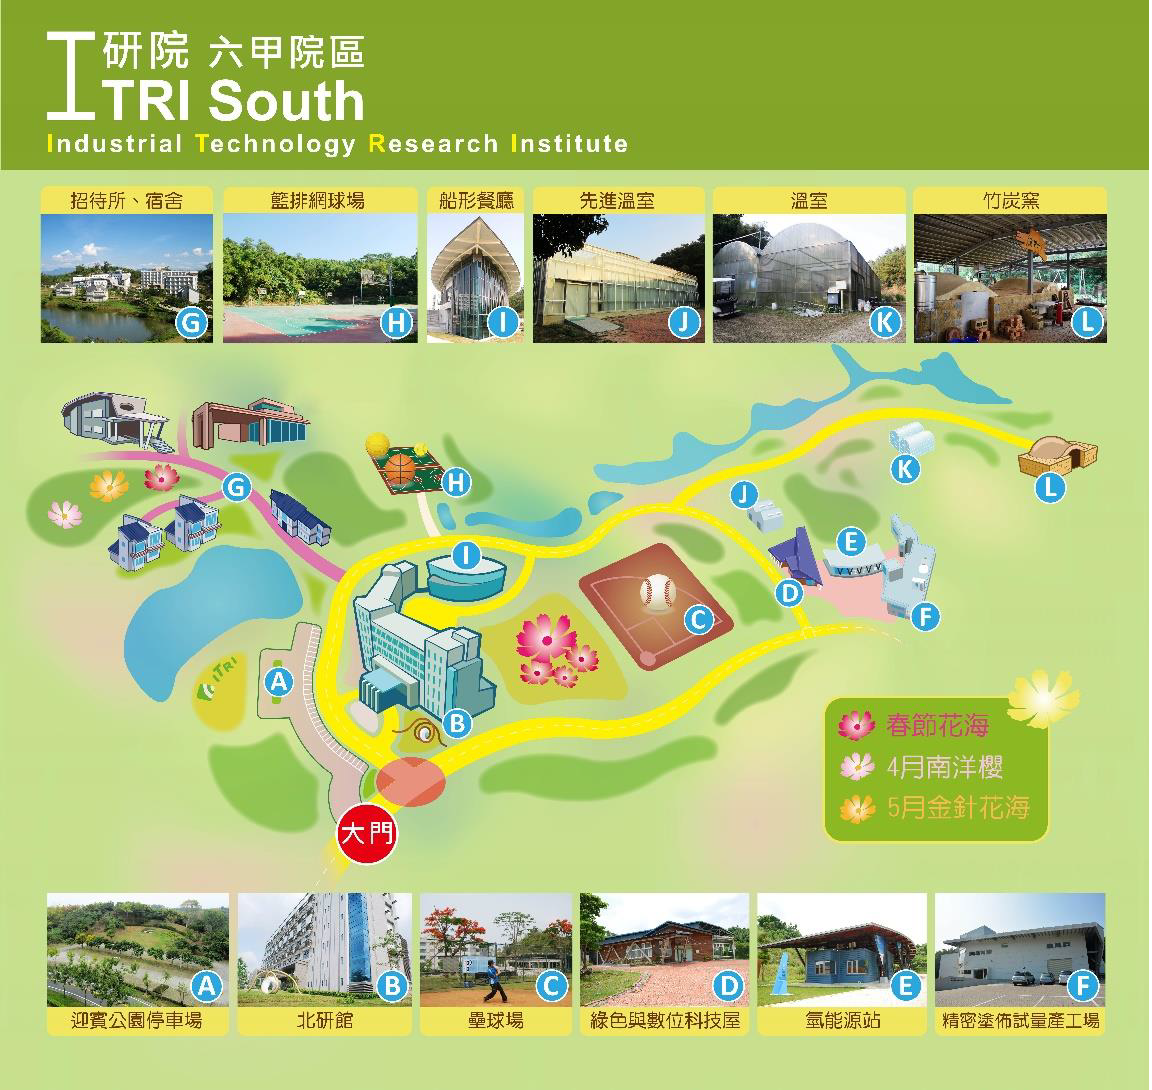 工研院 六甲院區
ITRI South
Industrial Technology Research Institute
招待所、宿舍
籃排網球場
船形餐廳
先進溫室
溫室
竹炭窯
G
H
I
J
K
L
G
H
K
L
J
E
I
D
F
C
ITRI
A
B
春節花海
4月南洋櫻
5月金針花海
大門
A
B
C
D
E
F
迎賓公園停車場
北研館
壘球場
綠色與數位科技屋
氫能源站
精密塗佈試量產工場